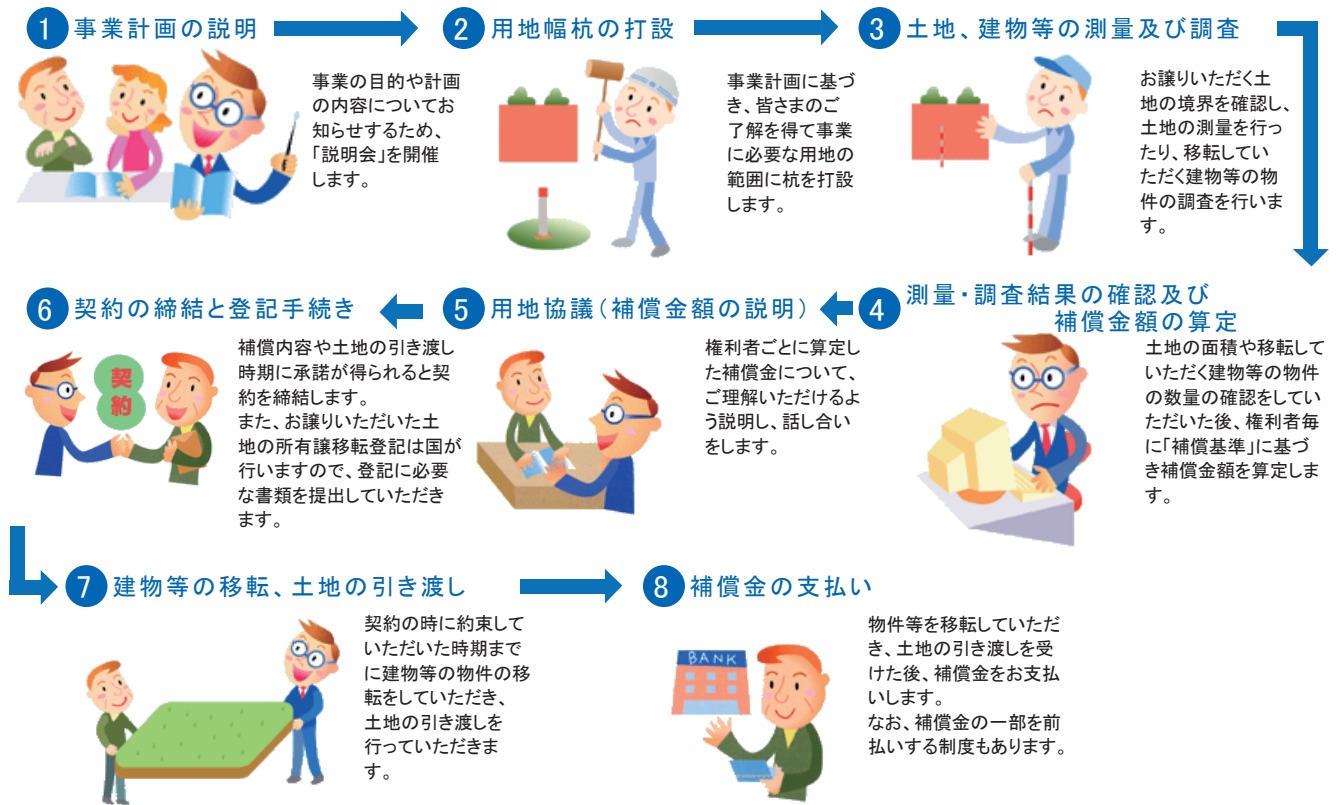 1 事業計画の説明
事業の目的や計画
の内容についてお
知らせするため、
「説明会」を開催
します。
2 用地幅杭の打設
事業計画に基づ
き、皆さまのご
了解を得て事業
に必要な用地の
範囲に杭を打設
します。
3 土地、建物等の測量及び調査
お譲りいただく土
地の境界を確認し、
土地の測量を行っ
たり、移転してい
ただく建物等の物
件の調査を行いま
す。
4 測量・調査結果の確認及び
補償金額の算定
土地の面積や移転して
いただく建物等の物件
の数量の確認をしてい
ただいた後、権利者毎
に「補償基準」に基づ
き補償金額を算定しま
す。
5 用地協議(補償金額の説明)
権利者ごとに算定し
た補償金について、
ご理解いただけるよ
う説明し、話し合い
をします。
6 契約の締結と登記手続き
契
約
補償内容や土地の引き渡し
時期に承諾が得られると契
約を締結します。
また、お譲りいただいた土
地の所有譲移転登記は国が
行いますので、登記に必要
な書類を提出していただき
ます。
7 建物等の移転、土地の引き渡し
契約の時に約束して
いただいた時期まで
に建物等の物件の移
転をしていただき、
土地の引き渡しを
行っていただきま
す。
8 補償金の支払い
BANK
物件等を移転していただ
き、土地の引き渡しを受
けた後、補償金をお支払
いします。
なお、補償金の一部を前
払いする制度もあります。